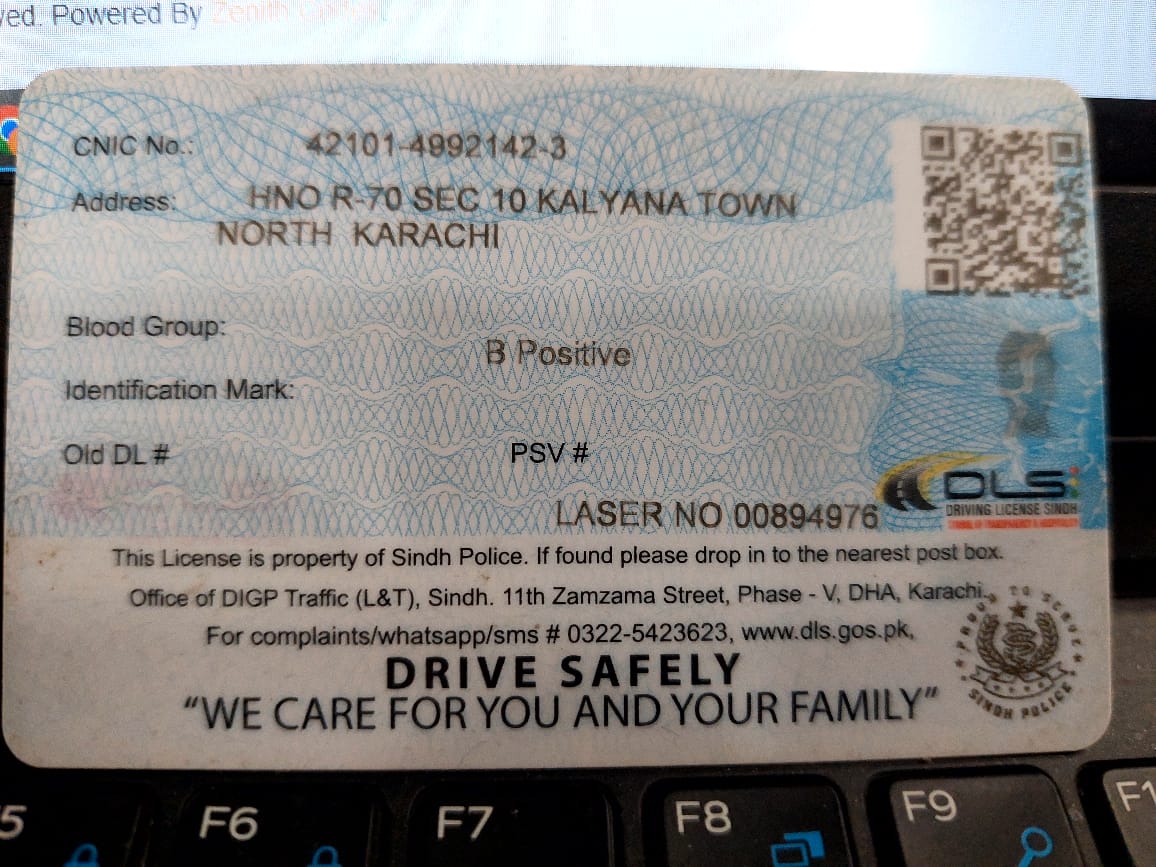 yed. Powered By Zenith
CNIC No.: 42101-4992142-3
Address: HNO R-70 SEC 10 KALYANA TOWN
NORTH KARACHI
Blood Group:
B Positive
Identification Mark:
Old DL # PSV #
DLS
DRIVING LICENSE SINDH
LASER NO 00894976
This License is property of Sindh Police. If found please drop in to the nearest post box.
Office of DIGP Traffic (L&T), Sindh. 11th Zamzama Street, Phase - V, DHA, Karachi.
For complaints/whatsapp/sms # 0322-5423623, www.dls.gos.pk,
DRIVE SAFELY
"WE CARE FOR YOU AND YOUR FAMILY"
PROUD TO SERVE
SINDH POLICE
5 F6 F7 F8 F9 F1